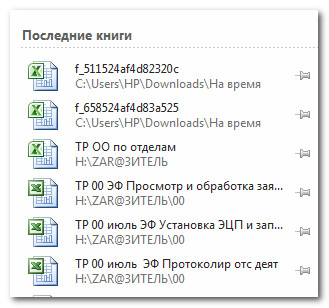 Последние книги
f_511524af4d82320c
C:\Users\HP\Downloads\На время
f_658524af4d83a525
C:\Users\HP\Downloads\На время
ТР ОО по отделам
H:\ZAR@ЗИТЕЛЬ
ТР 00 ЭФ Просмотр и обработка зая...
H:\ZAR@ЗИТЕЛЬ\00
ТР 00 июль ЭФ Установка ЭЦП и зап...
H:\ZAR@ЗИТЕЛЬ\00
ТР 00 июль  ЭФ Протоколир отс деят
H:\ZAR@ЗИТЕЛЬ\00